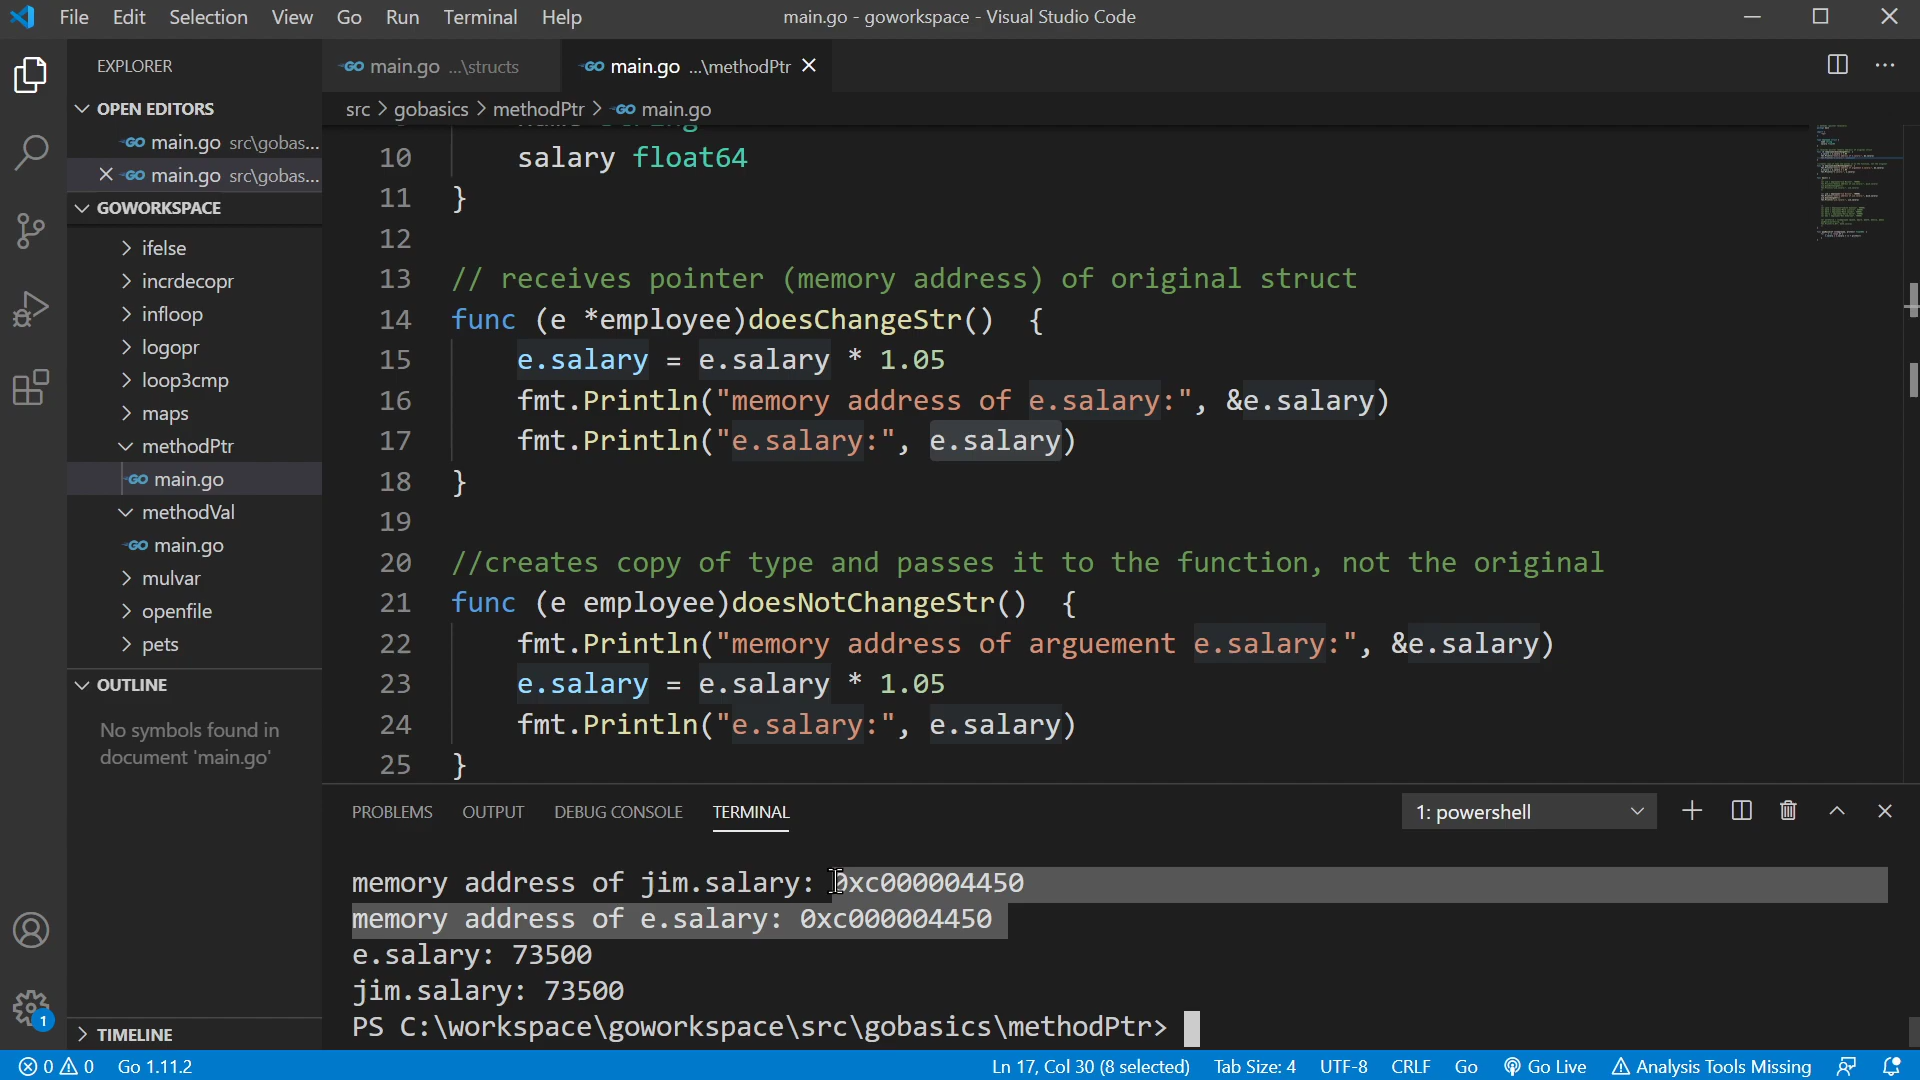 File Edit Selection View Go Run Terminal Help
main.go - goworkspace - Visual Studio Code
EXPLORER
main.go ...\structs
main.go ...\methodPtr
OPEN EDITORS
src > gobasics > methodPtr > main.go
main.go src\gobas...
main.go src\gobas...
GOWORKSPACE
ifelse
incrdecopr
infloop
logopr
loop3cmp
maps
methodPtr
main.go
methodVal
main.go
mulvar
openfile
pets
OUTLINE
No symbols found in
document 'main.go'
TIMELINE
10 salary float64
11 }
12
13 // receives pointer (memory address) of original struct
14 func (e *employee)doesChangeStr() {
15 e.salary = e.salary * 1.05
16 fmt.Println("memory address of e.salary:", &e.salary)
17 fmt.Println("e.salary:", e.salary)
18 }
19
20 //creates copy of type and passes it to the function, not the original
21 func (e employee)doesNotChangeStr() {
22 fmt.Println("memory address of arguement e.salary:", &e.salary)
23 e.salary = e.salary * 1.05
24 fmt.Println("e.salary:", e.salary)
25 }
PROBLEMS OUTPUT DEBUG CONSOLE TERMINAL
1: powershell
memory address of jim.salary: 0xc000004450
memory address of e.salary: 0xc000004450
e.salary: 73500
jim.salary: 73500
PS C:\workspace\goworkspace\src\gobasics\methodPtr>
1
0 0 Go 1.11.2
Ln 17, Col 30 (8 selected) Tab Size: 4 UTF-8 CRLF Go Go Live Analysis Tools Missing